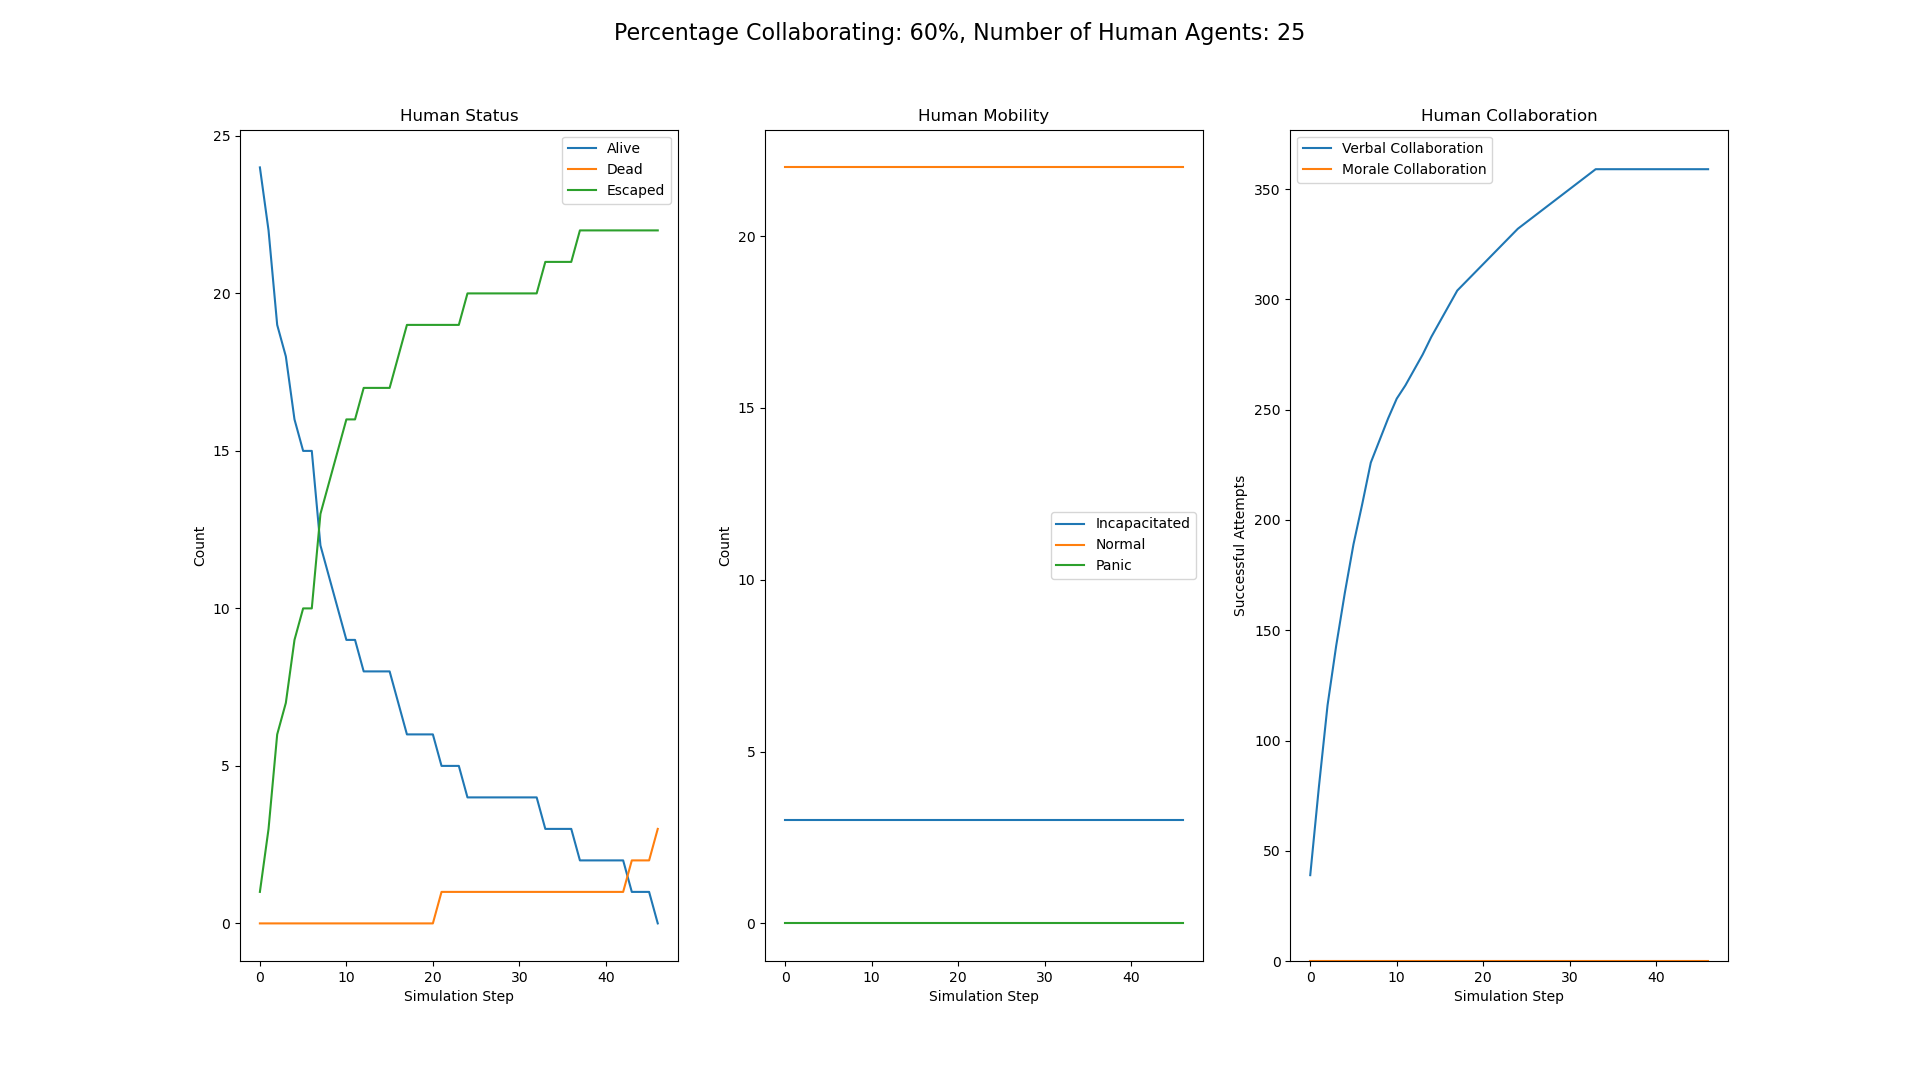 Percentage Collaborating: 60%, Number of Human Agents: 25
Human Status
25
20
15
10
5
0
Count
Alive
Dead
Escaped
0 10 20 30 40
Simulation Step
Human Mobility
20
15
10
5
0
Count
Incapacitated
Normal
Panic
0 10 20 30 40
Simulation Step
Human Collaboration
350
300
250
200
150
100
50
0
Successful Attempts
Verbal Collaboration
Morale Collaboration
0 10 20 30 40
Simulation Step